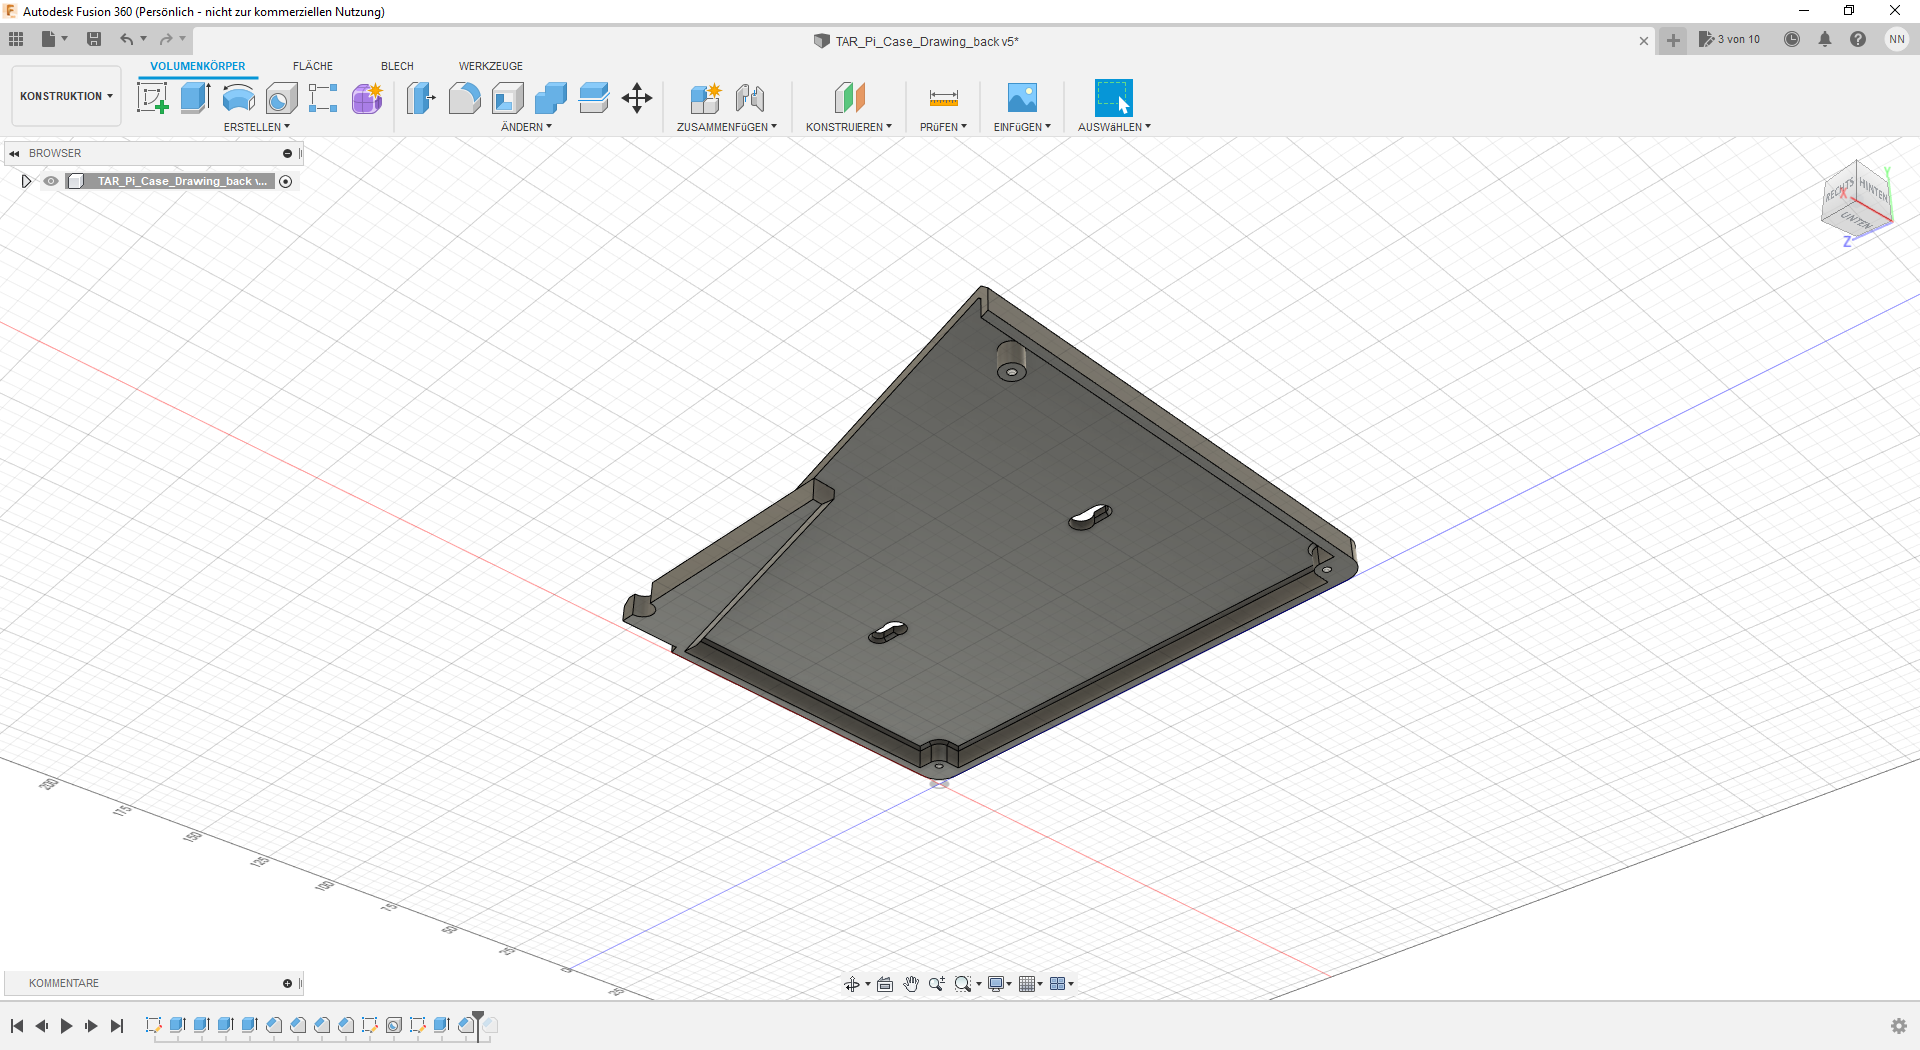 Autodesk Fusion 360 (Persönlich - nicht zur kommerziellen Nutzung)
TAR_Pi_Case_Drawing_back v5*
3 von 10
NN
KONSTRUKTION
VOLUMENKÖRPER
FLÄCHE
BLECH
WERKZEUGE
ERSTELLEN
ÄNDERN
ZUSAMMENFüGEN
KONSTRUIEREN
PRüFEN
EINFüGEN
AUSWäHLEN
BROWSER
TAR_Pi_Case_Drawing_back v...
RECHTS
HINTEN
UNTEN
X
Y
Z
200
175
150
125
100
75
50
25
0
25
KOMMENTARE